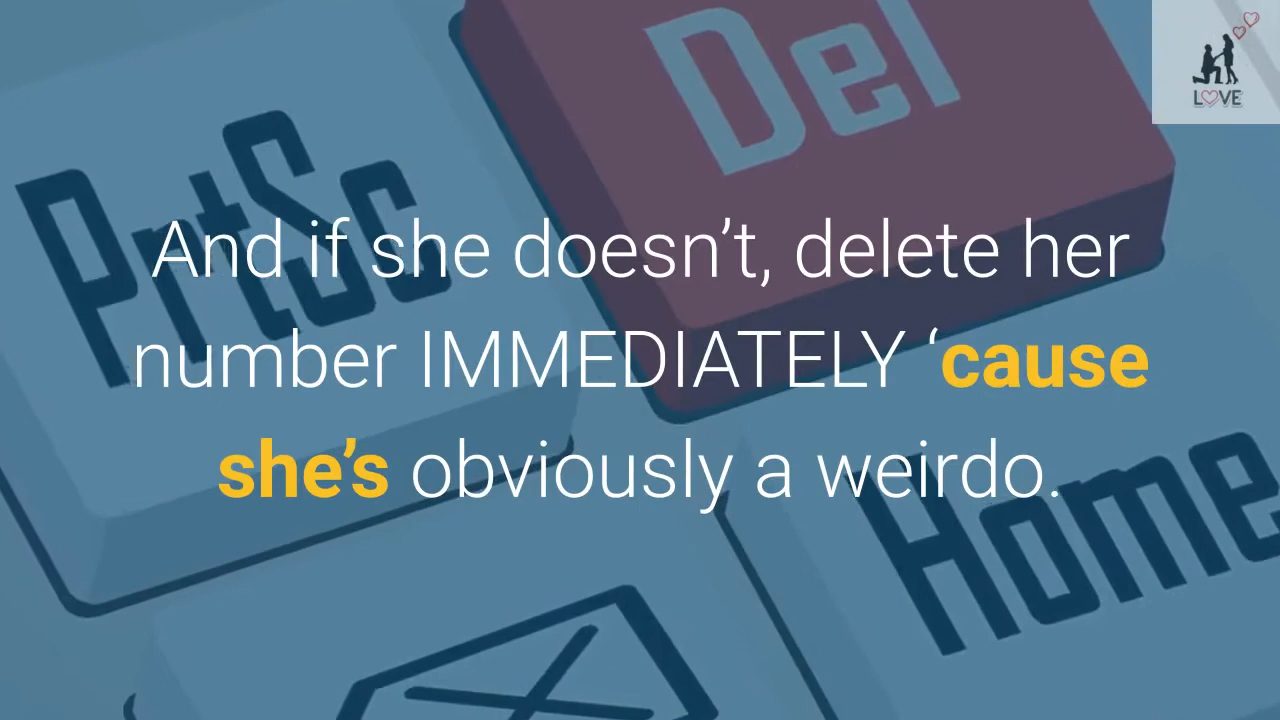 Del
LOVE
PrtSc
And if she doesn’t, delete her
number IMMEDIATELY ‘cause
she’s obviously a weirdo.
Home